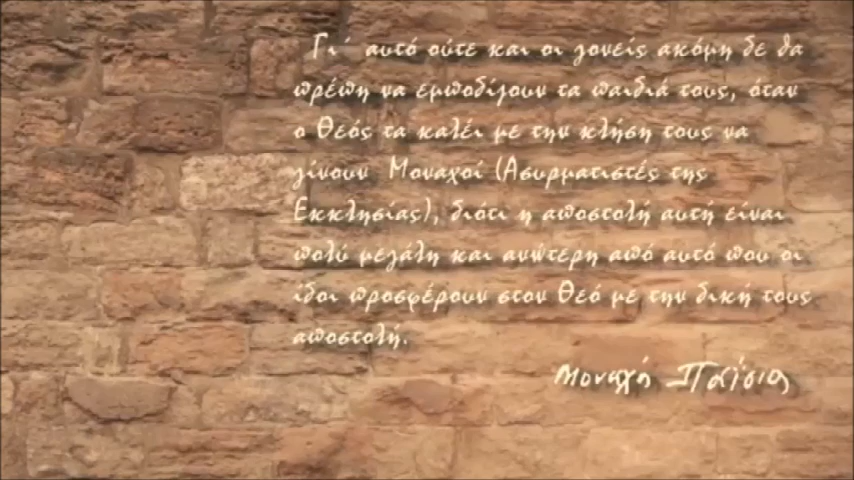 Γι΄ αυτό ούτε και οι γονείς ακόμη δε θα
πρέπη να εμποδίζουν τα παιδιά τους, όταν
ο Θεός τα καλεί με την κλήση τους να
γίνουν Μοναχοί (Ασυρματιστές της
Εκκλησίας), διότι η αποστολή αυτή είναι
πολύ μεγάλη και ανώτερη από αυτό που οι
ίδοι προσφέρουν στον Θεό με την δική τους
αποστολή.
Μοναχή Παΐσιος